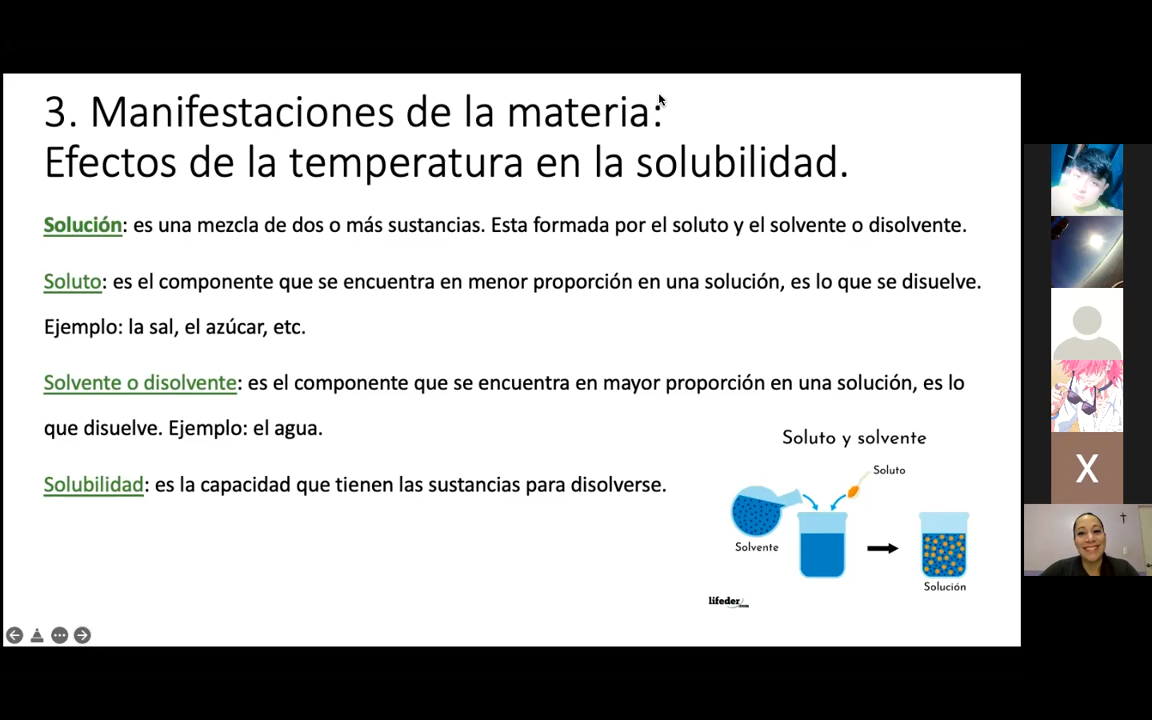 3. Manifestaciones de la materia:
Efectos de la temperatura en la solubilidad.
Solución: es una mezcla de dos o más sustancias. Esta formada por el soluto y el solvente o disolvente.
Soluto: es el componente que se encuentra en menor proporción en una solución, es lo que se disuelve.
Ejemplo: la sal, el azúcar, etc.
Solvente o disolvente: es el componente que se encuentra en mayor proporción en una solución, es lo
que disuelve. Ejemplo: el agua.
Solubilidad: es la capacidad que tienen las sustancias para disolverse.
Soluto y solvente
Soluto
Solvente
Solución
lifeder.com
X